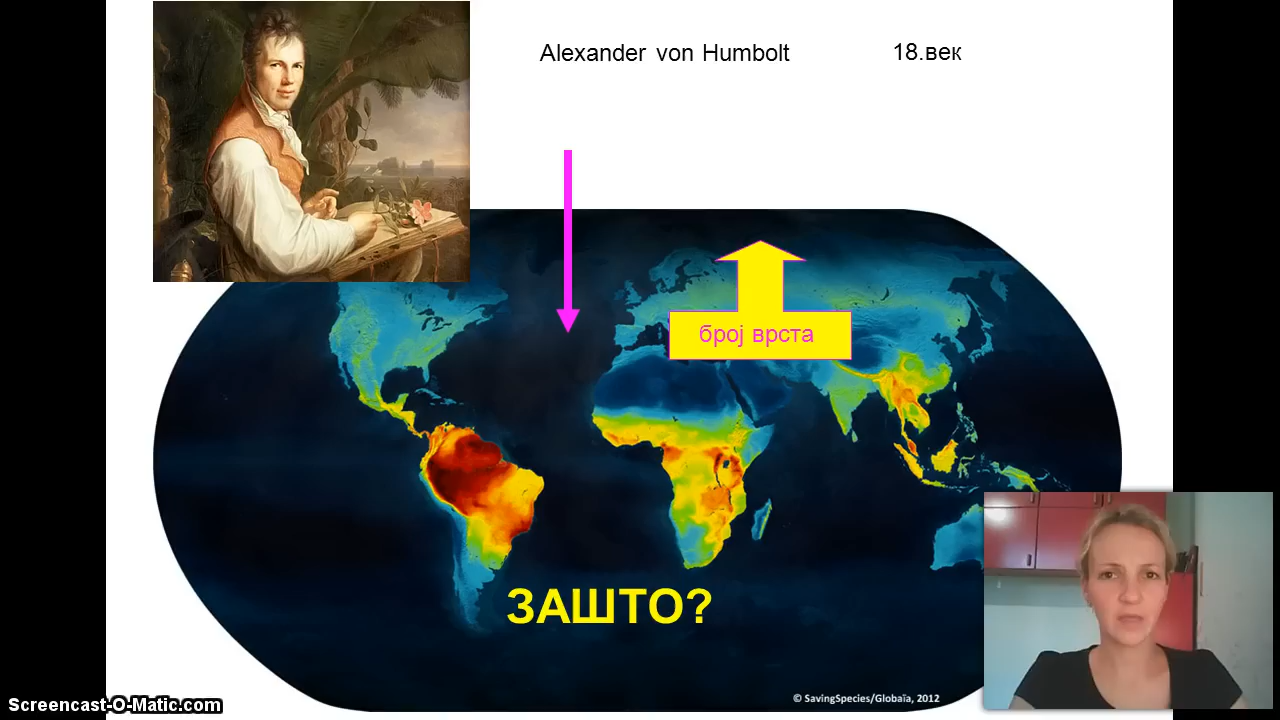 Alexander von Humbolt
18.век
број врста
ЗАШТО?
© SavingSpecies/Globaïa, 2012
Screencast-O-Matic.com